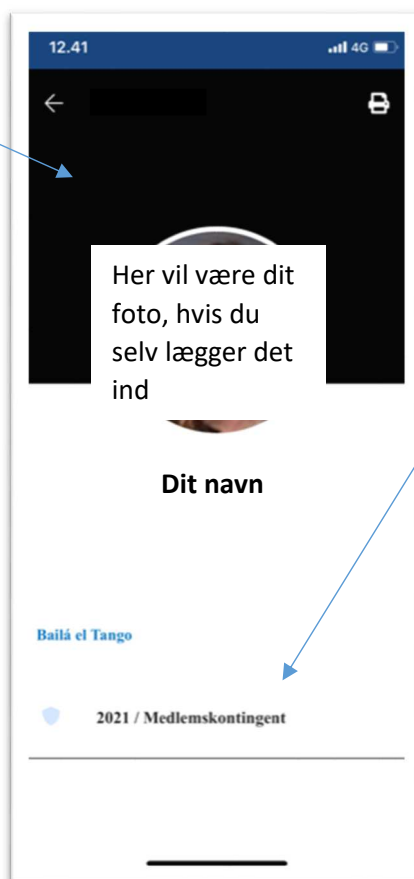 12.41
4G
Her vil være dit
foto, hvis du
selv lægger det
ind
Dit navn
Bailá el Tango
2021 / Medlemskontingent